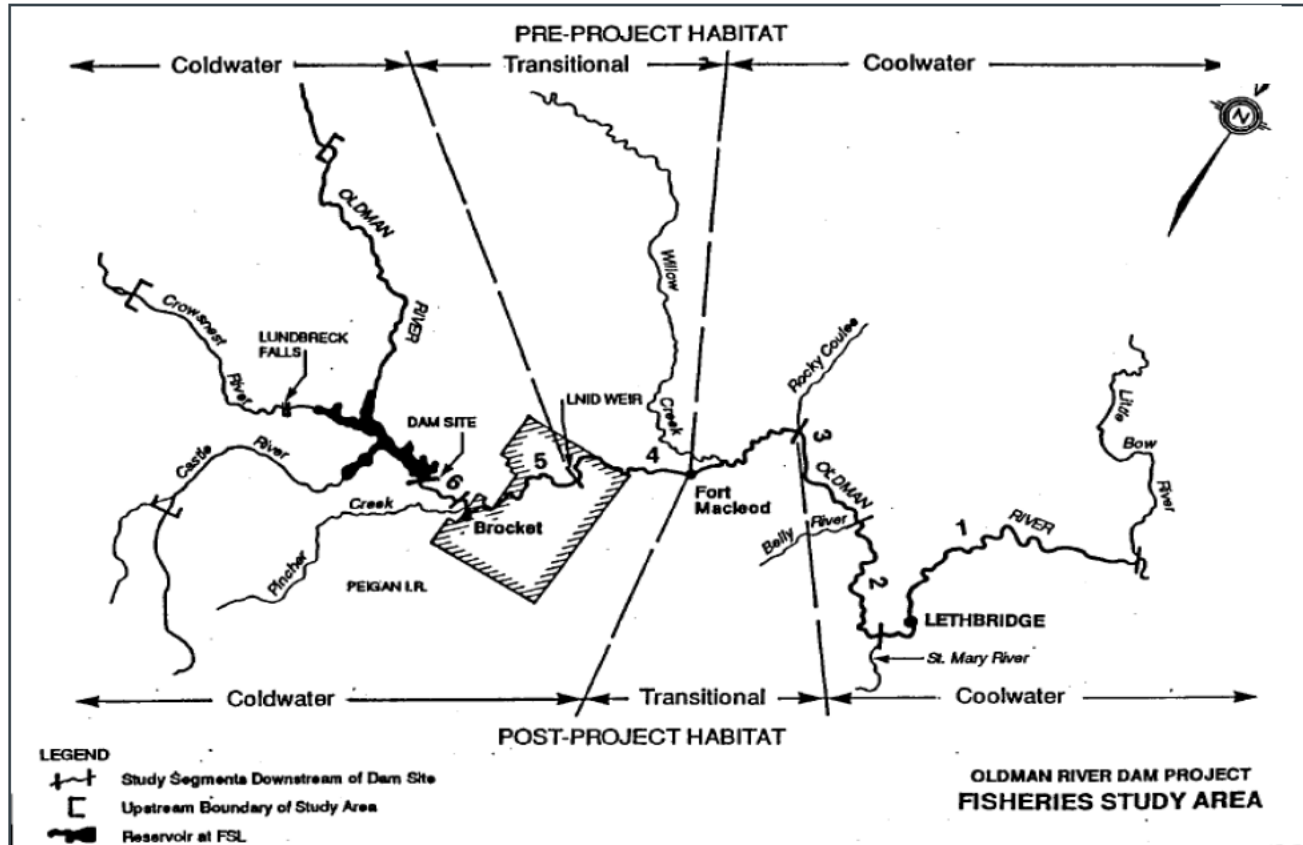 PRE-PROJECT HABITAT
Coldwater
Transitional
Coolwater
N
OLDMAN
RIVER
Willow
Creek
Crowsnest
River
LUNDBRECK
FALLS
DAM SITE
LNID WEIR
Rocky Coulee
Little
Bow
River
Castle
River
6
5
4
3
Fort
Macleod
OLDMAN
Creek
Pincher
Brocket
Belly River
1
RIVER
2
PEIGAN I.R.
LETHBRIDGE
St. Mary River
Coldwater
Transitional
Coolwater
POST-PROJECT HABITAT
LEGEND
Study Segments Downstream of Dam Site
Upstream Boundary of Study Area
Reservoir at FSL
OLDMAN RIVER DAM PROJECT
FISHERIES STUDY AREA